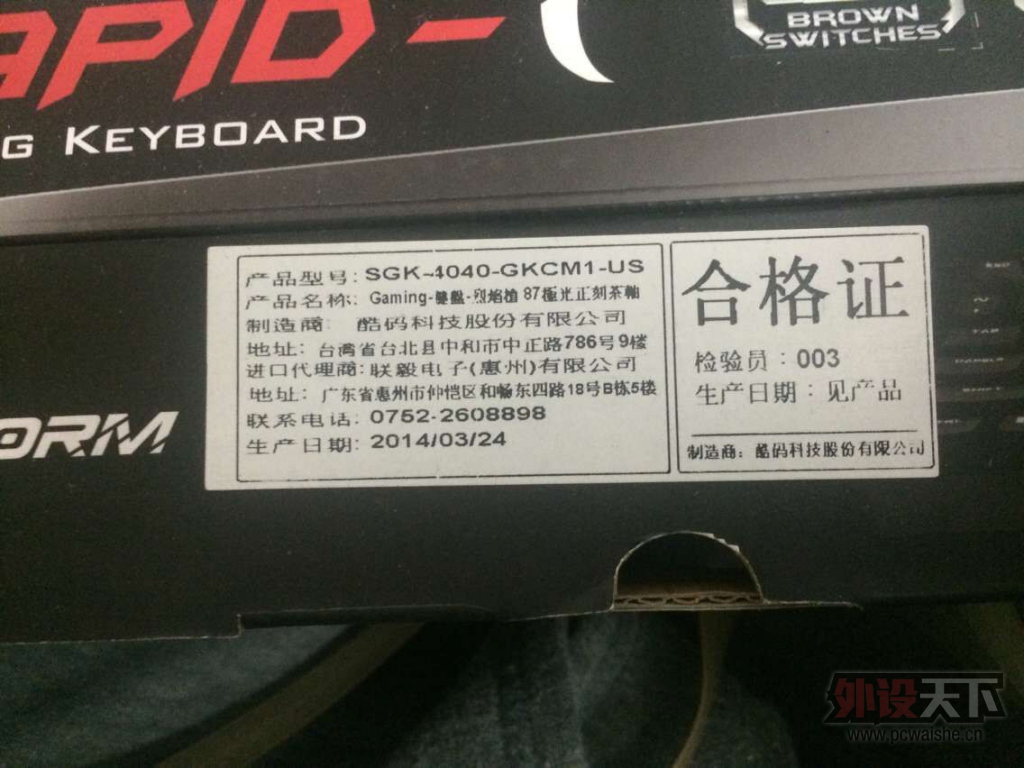 APID-
BROWN
SWITCHES
G KEYBOARD
产品型号: SGK-4040-GKCM1-US
产品名称: Gaming-鍵盤-烈焰槍 87極光正刻茶軸
制造商: 酷码科技股份有限公司
地址: 台湾省台北县中和市中正路786号9楼
进口代理商: 联毅电子(惠州)有限公司
地址: 广东省惠州市仲恺区和畅东四路18号B栋5楼
联系电话: 0752-2608898
生产日期: 2014/03/24
合格证
检验员: 003
生产日期: 见产品
制造商: 酷码科技股份有限公司
ORM
外设天下
www.pcwaishe.cn